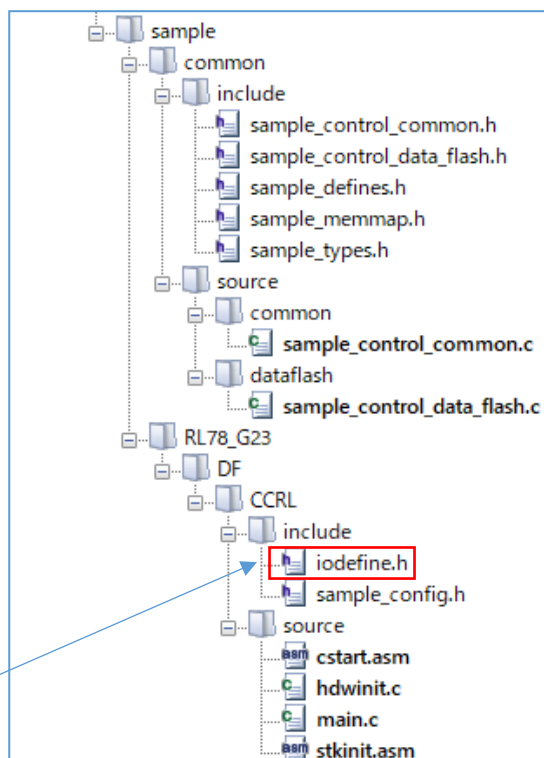 sample
common
include
sample_control_common.h
sample_control_data_flash.h
sample_defines.h
sample_memmap.h
sample_types.h
source
common
sample_control_common.c
dataflash
sample_control_data_flash.c
RL78_G23
DF
CCRL
include
iodefine.h
sample_config.h
source
cstart.asm
hdwinit.c
main.c
stkinit.asm